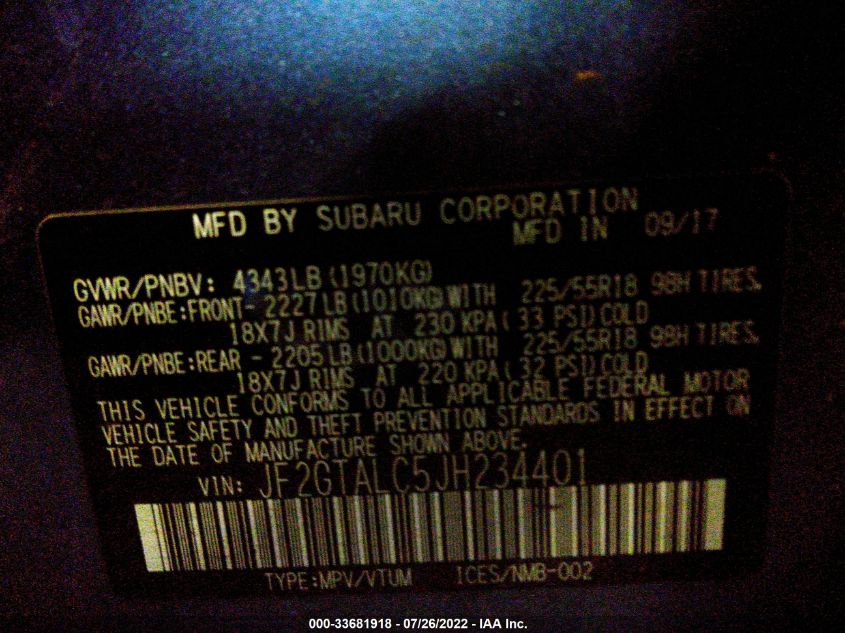 MFD BY SUBARU CORPORATION
MFD IN 09/17
GVWR/PNBV: 4343LB(1970KG)
GAWR/PNBE:FRONT- 2227LB(1010KG)WITH 225/55R18 98H TIRES,
18X7J RIMS AT 230 KPA( 33 PSI)COLD
GAWR/PNBE:REAR - 2205LB(1000KG)WITH 225/55R18 98H TIRES,
18X7J RIMS AT 220 KPA( 32 PSI)COLD
THIS VEHICLE CONFORMS TO ALL APPLICABLE FEDERAL MOTOR
VEHICLE SAFETY AND THEFT PREVENTION STANDARDS IN EFFECT ON
THE DATE OF MANUFACTURE SHOWN ABOVE.
VIN: JF2GTALC5JH234401
TYPE:MPV/VTUM ICES/NMB-002
000-33681918 - 07/26/2022 - IAA Inc.